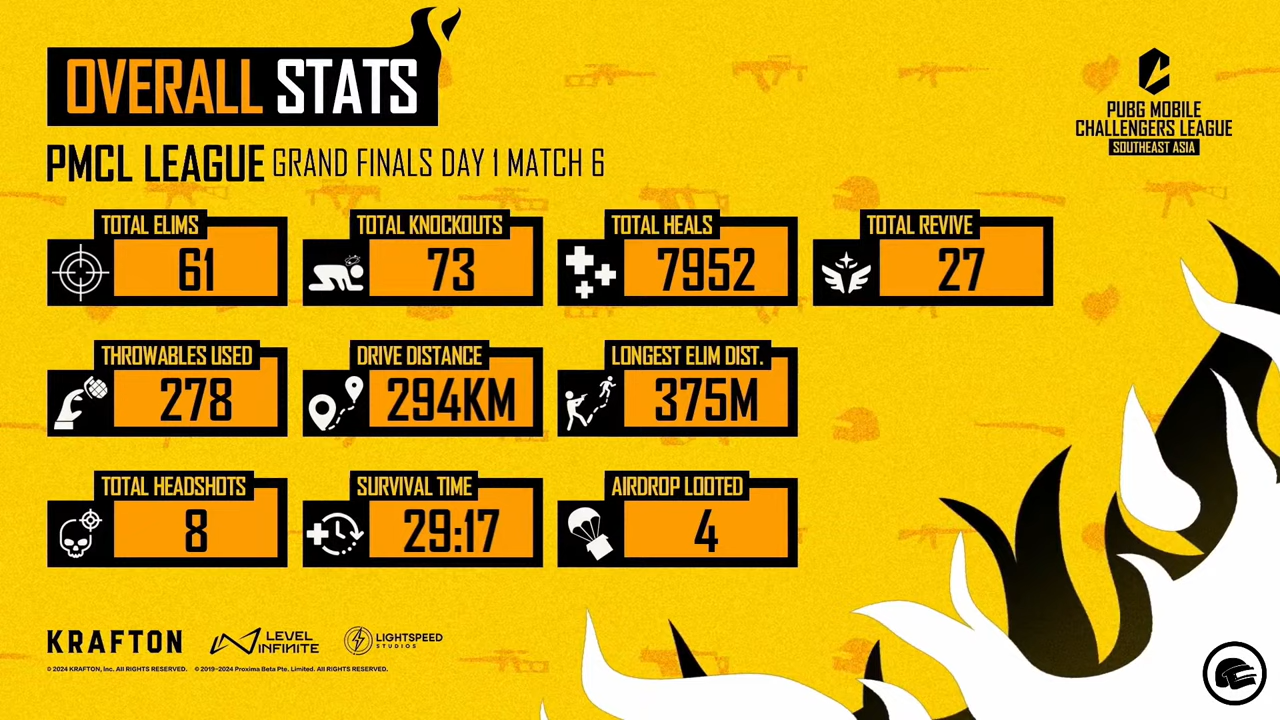 OVERALL STATS
PUBG MOBILE
CHALLENGERS LEAGUE
SOUTHEAST ASIA
PMCL LEAGUE GRAND FINALS DAY 1 MATCH 6
TOTAL ELIMS
61
TOTAL KNOCKOUTS
73
TOTAL HEALS
7952
TOTAL REVIVE
27
THROWABLES USED
278
DRIVE DISTANCE
294KM
LONGEST ELIM DIST.
375M
TOTAL HEADSHOTS
8
SURVIVAL TIME
29:17
AIRDROP LOOTED
4
KRAFTON
LEVEL
INFINITE
LIGHTSPEED
STUDIOS
© 2024 KRAFTON, Inc. All RIGHTS RESERVED. © 2019-2024 Proxima Beta Pte. Limited. All RIGHTS RESERVED.